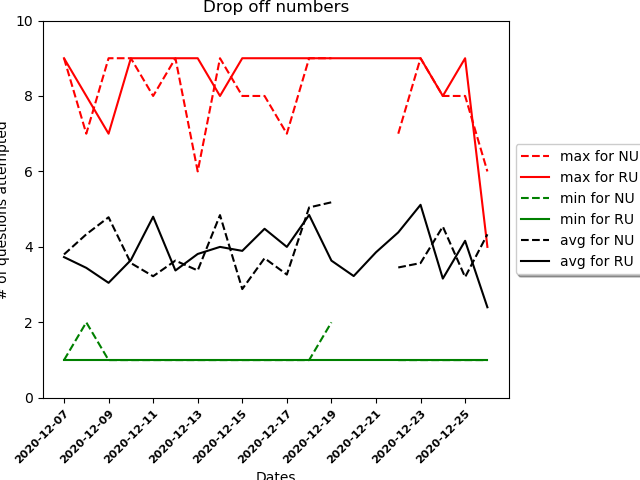 Drop off numbers
# of questions attempted
10
8
6
4
2
0
2020-12-07
2020-12-09
2020-12-11
2020-12-13
2020-12-15
2020-12-17
2020-12-19
2020-12-21
2020-12-23
2020-12-25
Dates
max for NU
max for RU
min for NU
min for RU
avg for NU
avg for RU